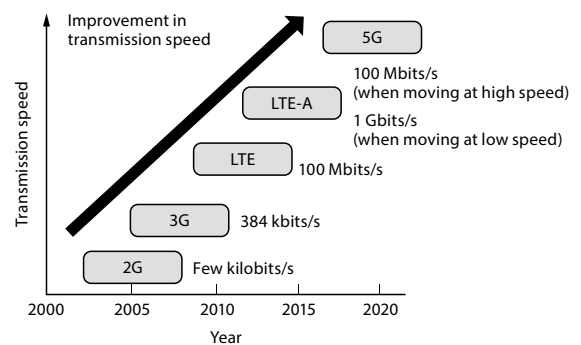 Improvement in
transmission speed
5G
100 Mbits/s
(when moving at high speed)
LTE-A
1 Gbits/s
(when moving at low speed)
LTE
100 Mbits/s
3G
384 kbits/s
2G
Few kilobits/s
Transmission speed
2000
2005
2010
2015
2020
Year